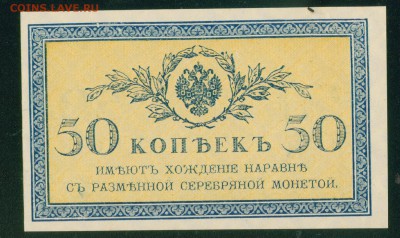 COINS.LAVE.RU
50 КОПѢЕКЪ 50
ИМѢЮТЪ ХОЖДЕНІЕ НАРАВНѢ
СЪ РАЗМѢННОЙ СЕРЕБРЯНОЙ МОНЕТОЙ.